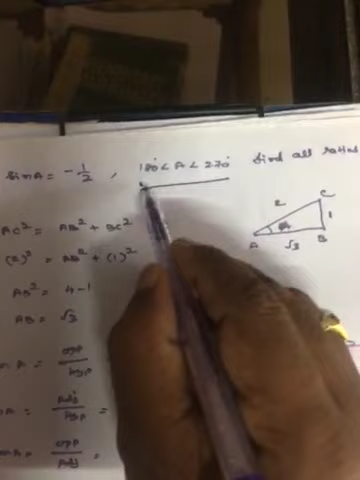 sinA = -1/2 , 180° < A < 270° find all ratios
AC² = AB² + BC²
(2)² = AB² + (1)²
AB² = 4-1
AB = √3
A = opp/hyp
A = Adj/hyp =
A = opp/Adj =
C
2
1
A
B
√3